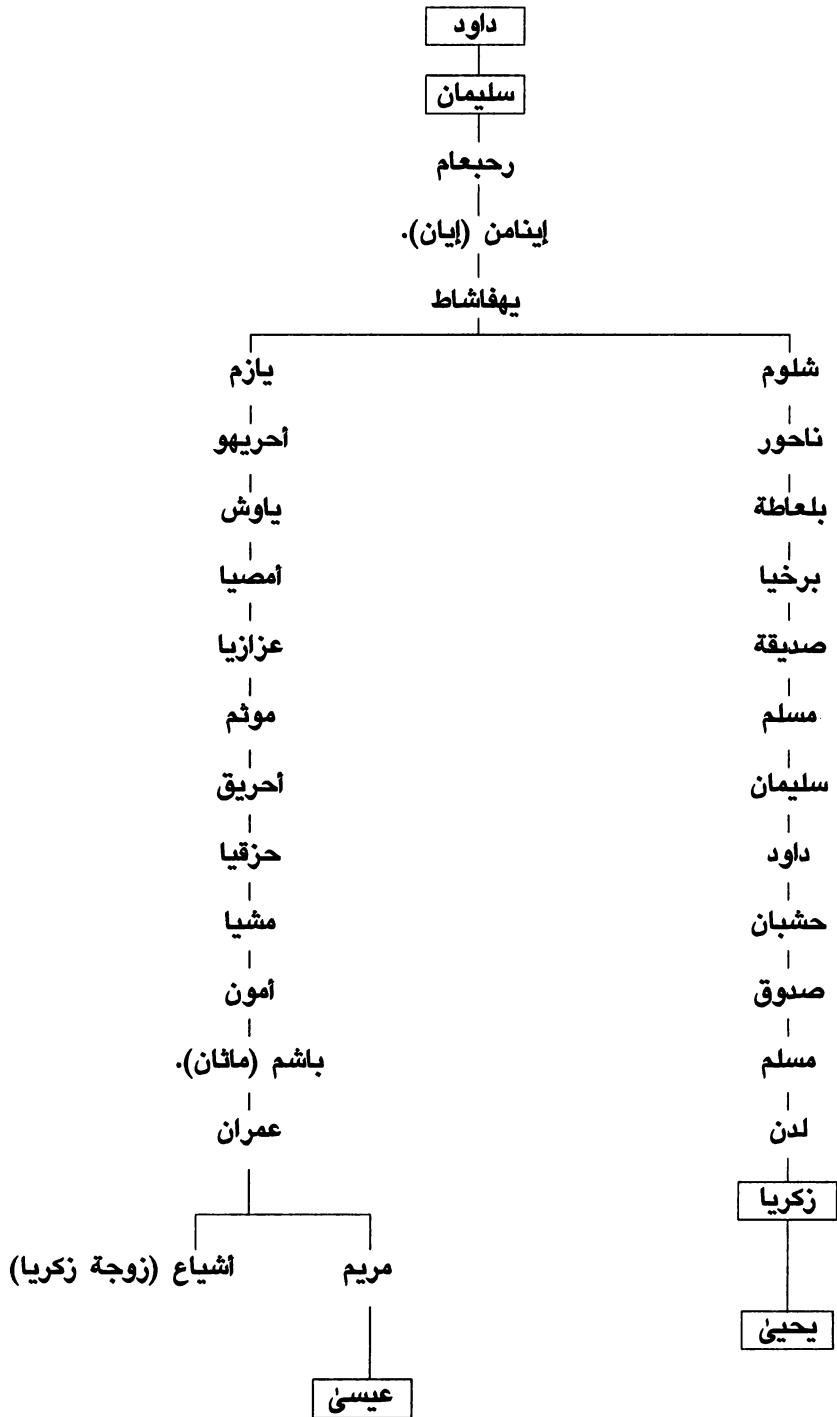 داود
سليمان
رحبعام
إينامن (إيان).
يهفاشاط
شلوم يازم
ناحور أحريهو
بلعاطة ياوش
برخيا أمصيا
صديقة عزازيا
مسلم موثم
سليمان أحريق
داود حزقيا
حشبان مشيا
صدوق أمون
مسلم باشم (ماثان).
لدن عمران
زكريا
مريم أشياع (زوجة زكريا)
يحيىٰ
عيسىٰ